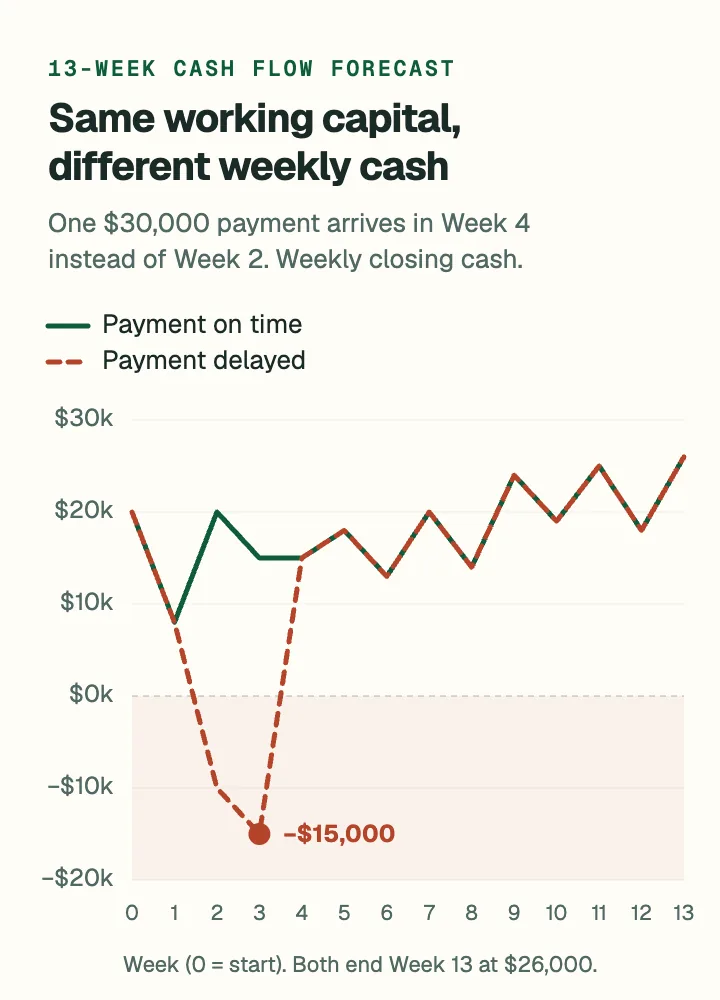 13-WEEK CASH FLOW FORECAST
Same working capital,
different weekly cash
One $30,000 payment arrives in Week 4
instead of Week 2. Weekly closing cash.
Payment on time
Payment delayed
$30k
$20k
$10k
$0k
−$10k
−$15,000
−$20k
0 1 2 3 4 5 6 7 8 9 10 11 12 13
Week (0 = start). Both end Week 13 at $26,000.